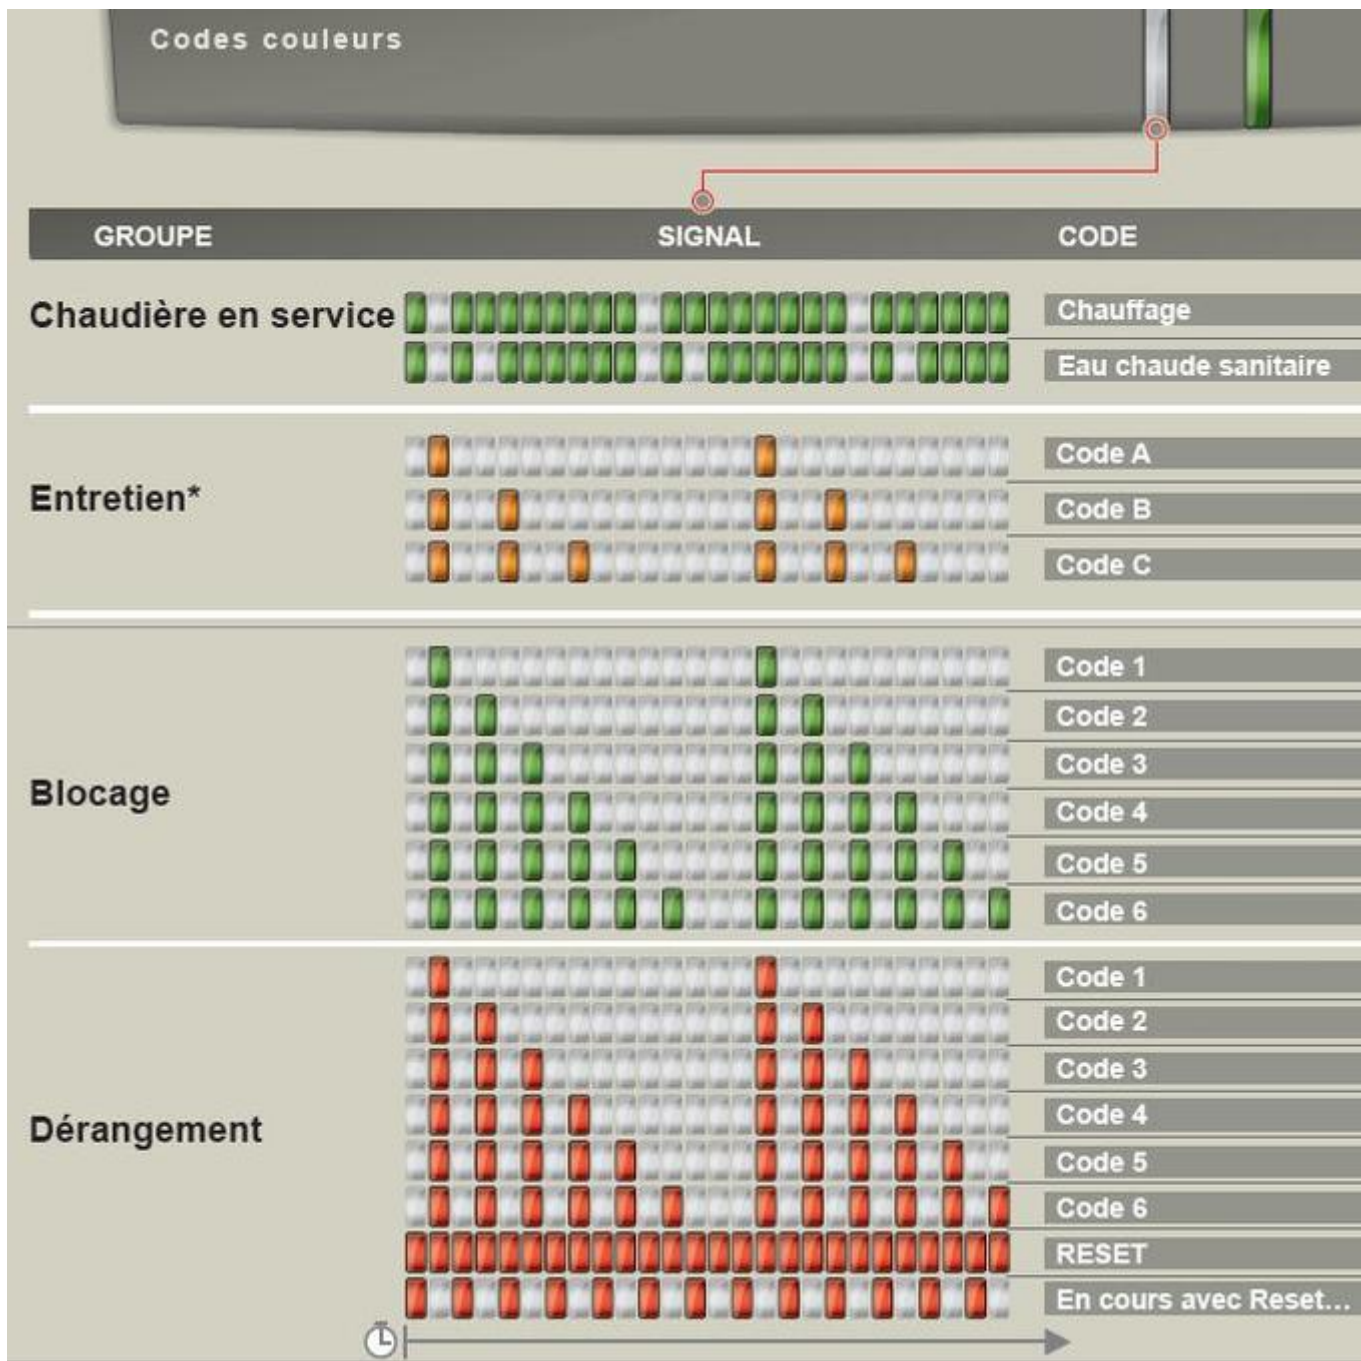 Codes couleurs
GROUPE SIGNAL CODE
Chaudière en service Chauffage
Eau chaude sanitaire
Entretien* Code A
Code B
Code C
Blocage Code 1
Code 2
Code 3
Code 4
Code 5
Code 6
Dérangement Code 1
Code 2
Code 3
Code 4
Code 5
Code 6
RESET
En cours avec Reset...